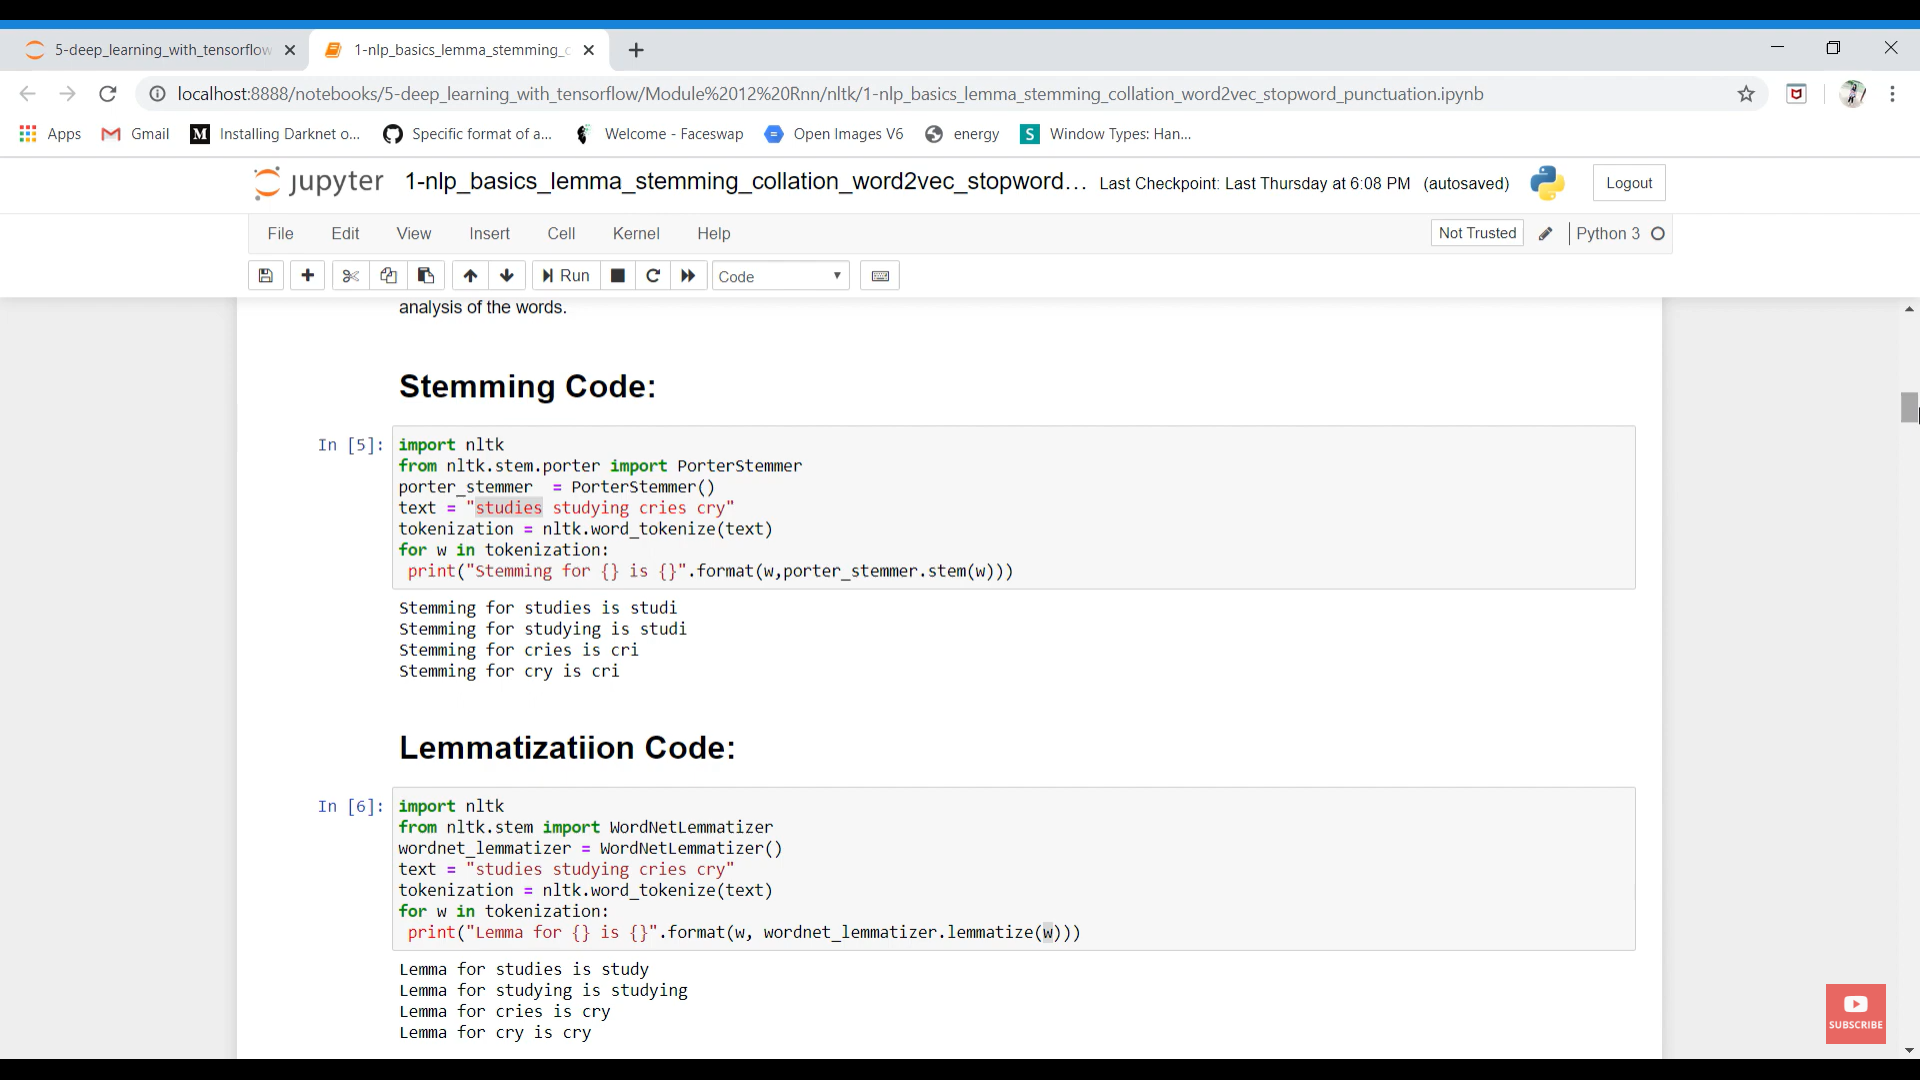 5-deep_learning_with_tensorflow
1-nlp_basics_lemma_stemming_c
localhost:8888/notebooks/5-deep_learning_with_tensorflow/Module%2012%20Rnn/nltk/1-nlp_basics_lemma_stemming_collation_word2vec_stopword_punctuation.ipynb
Apps Gmail Installing Darknet o... Specific format of a... Welcome - Faceswap Open Images V6 energy Window Types: Han...
jupyter 1-nlp_basics_lemma_stemming_collation_word2vec_stopword... Last Checkpoint: Last Thursday at 6:08 PM (autosaved) Logout
File Edit View Insert Cell Kernel Help Not Trusted Python 3
Run Code
analysis of the words.
Stemming Code:
In [5]: import nltk
from nltk.stem.porter import PorterStemmer
porter_stemmer  = PorterStemmer()
text = "studies studying cries cry"
tokenization = nltk.word_tokenize(text)
for w in tokenization:
 print("Stemming for {} is {}".format(w,porter_stemmer.stem(w)))
Stemming for studies is studi
Stemming for studying is studi
Stemming for cries is cri
Stemming for cry is cri
Lemmatizatiion Code:
In [6]: import nltk
from nltk.stem import WordNetLemmatizer
wordnet_lemmatizer = WordNetLemmatizer()
text = "studies studying cries cry"
tokenization = nltk.word_tokenize(text)
for w in tokenization:
 print("Lemma for {} is {}".format(w, wordnet_lemmatizer.lemmatize(w)))
Lemma for studies is study
Lemma for studying is studying
Lemma for cries is cry
Lemma for cry is cry
SUBSCRIBE